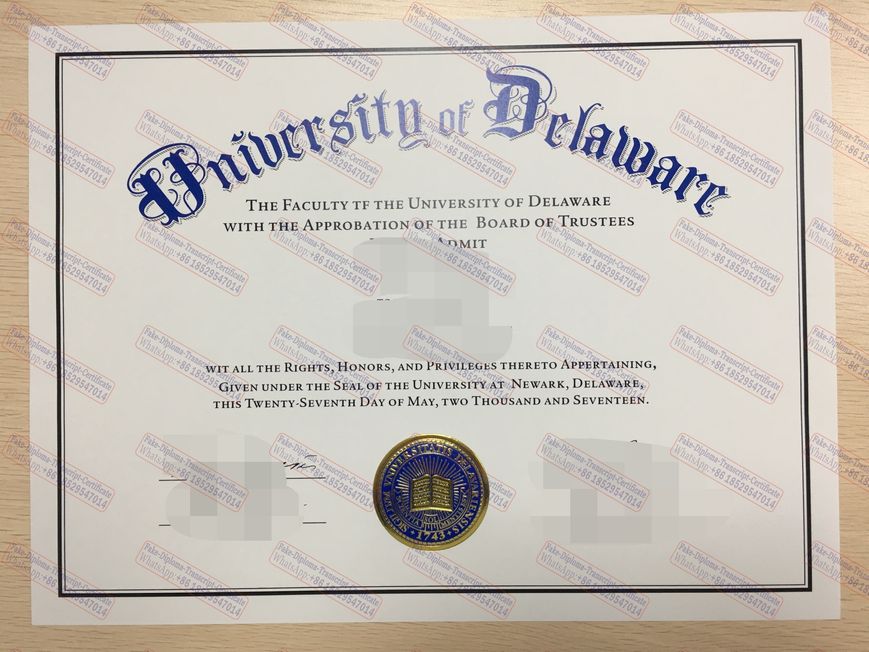 University of Delaware
THE FACULTY TF THE UNIVERSITY OF DELAWARE
WITH THE APPROBATION OF THE BOARD OF TRUSTEES
ADMIT
WIT ALL THE RIGHTS, HONORS, AND PRIVILEGES THERETO APPERTAINING,
GIVEN UNDER THE SEAL OF THE UNIVERSITY AT NEWARK, DELAWARE,
THIS TWENTY-SEVENTH DAY OF MAY, TWO THOUSAND AND SEVENTEEN.
UNIVERSITATIS DELAVARIENSIS
1743
Fake-Diploma-Transcript-Certificate
WhatsApp:+86 18529547014